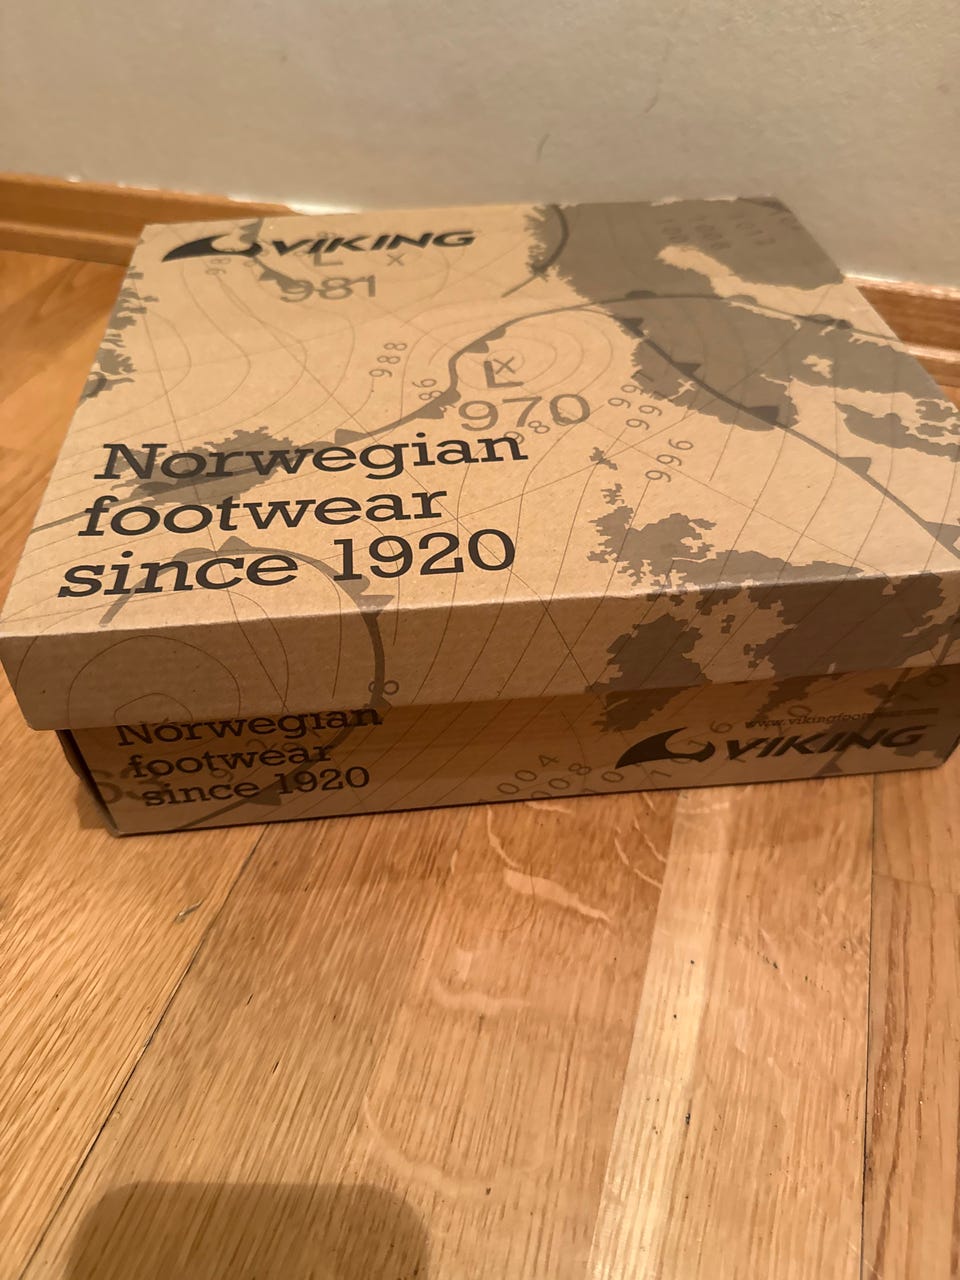 VIKING
L
981
988
L
970
996
Norwegian
footwear
since 1920
Norwegian
footwear
since 1920
VIKING